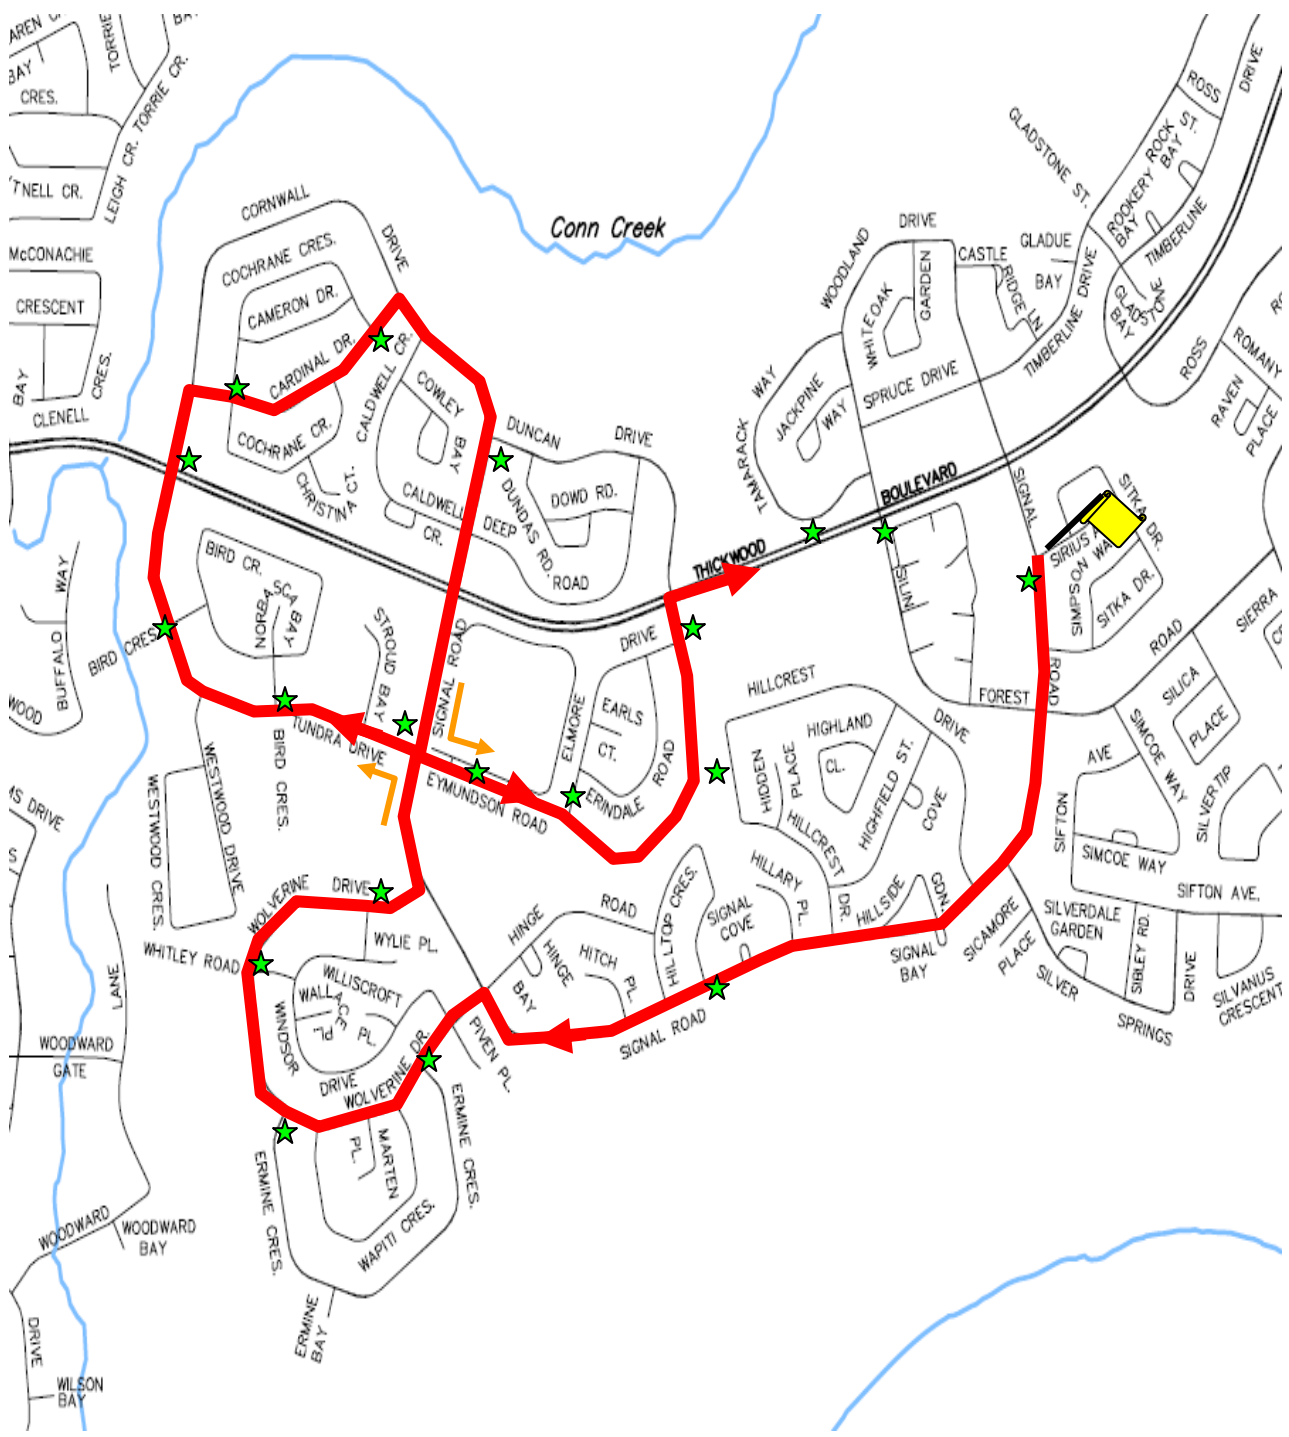 BAY
CRES.
TORRIE CR.
LEIGH CR.
McCONACHIE
CRESCENT
BAY
CRES.
CLENELL
CORNWALL
DRIVE
COCHRANE CRES.
CAMERON DR.
CARDINAL DR.
CALDWELL CR.
COCHRANE CR.
CHRISTINA CT.
COWLEY
BAY
CALDWELL
CR.
DEEP
ROAD
DUNCAN
DRIVE
DUNDAS RD.
DOWD RD.
Conn Creek
WOODLAND
DRIVE
WHITEOAK
GARDEN
CASTLE
RIDGE LN
GLADUE
BAY
GLADSTONE ST.
ROSS
DRIVE
ROCK ST.
BAY
ROOKERY
BAY
TIMBERLINE
TIMBERLINE DRIVE
GLADSTONE
BAY
SPRUCE DRIVE
JACKPINE
WAY
TAMARACK WAY
ROSS
ROMANY
RAVEN
PLACE
PLACE
THICKWOOD
BOULEVARD
SIGNAL
ROAD
SITKA DR.
SIMPSON WAY
SITKA DR.
FOREST
DRIVE
ROAD
SIERRA
SILICA
PLACE
SIMCOE WAY
SILVERTIP
AVE
SIFTON
SIMCOE WAY
SIFTON AVE.
BUFFALO WAY
BIRD CRES.
BIRD CR.
NORBASCA
BAY
STROUD BAY
SIGNAL ROAD
TUNDRA DRIVE
BIRD CRES.
WESTWOOD CRES.
WESTWOOD DRIVE
EYMUNDSON ROAD
ELMORE
DRIVE
EARLS
CT.
ERINDALE
ROAD
HILLCREST
HIDDEN
PLACE
HIGHLAND
CL.
HIGHFIELD ST.
COVE
HILLCREST
DR.
HILLARY
PL.
HILLSIDE
GDN.
SIGNAL
COVE
HILLTOP CRES.
HINGE
ROAD
HINGE
BAY
HITCH
PL.
SIGNAL ROAD
SIGNAL
BAY
SICAMORE
PLACE
SILVERDALE
GARDEN
SILVER
SPRINGS
SIBLEY RD.
DRIVE
SILVANUS
CRESCENT
WOLVERINE
DRIVE
WHITLEY ROAD
WYLIE PL.
WILLISCROFT
PL.
WALLACE
PL.
WINDSOR
DRIVE
WOLVERINE DR.
PIVEN PL.
ERMINE CRES.
ERMINE CRES.
MARTEN
PL.
WAPITI CRES.
ERMINE
BAY
LANE
WOODWARD
GATE
WOODWARD
WOODWARD
BAY
DRIVE
WILSON
BAY